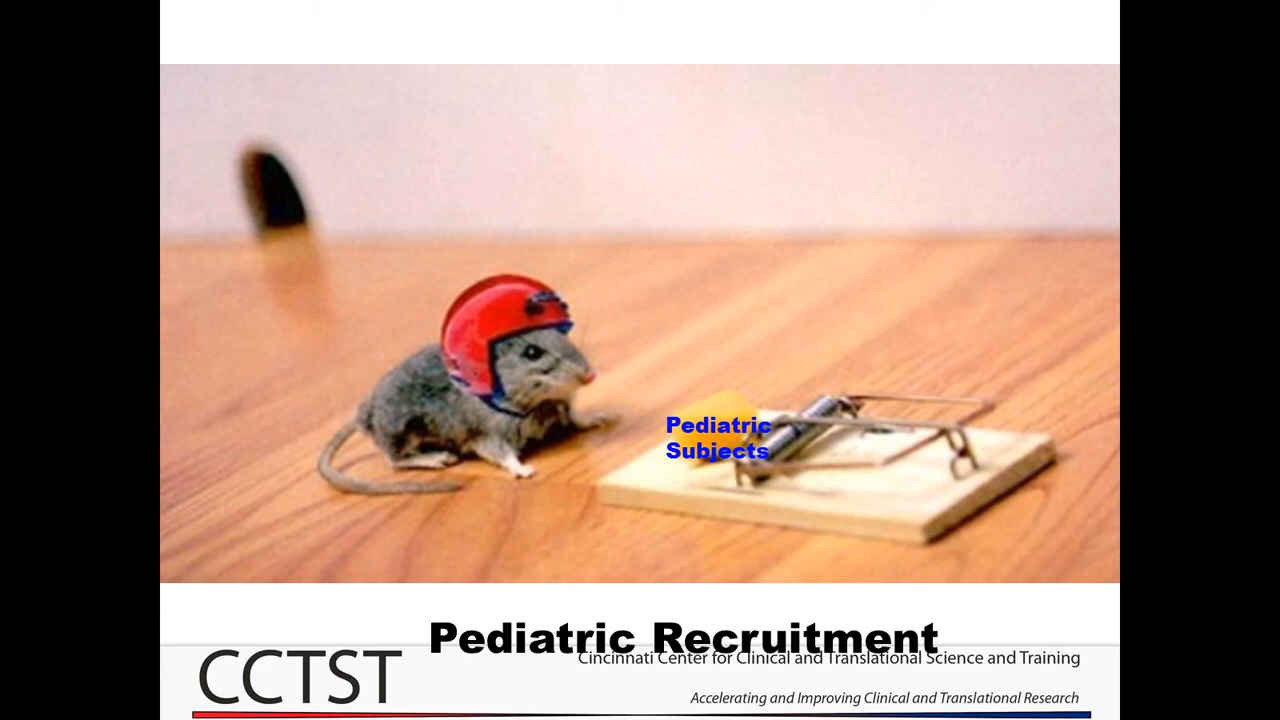 Pediatric
Subjects
Pediatric Recruitment
CCTST
Cincinnati Center for Clinical and Translational Science and Training
Accelerating and Improving Clinical and Translational Research